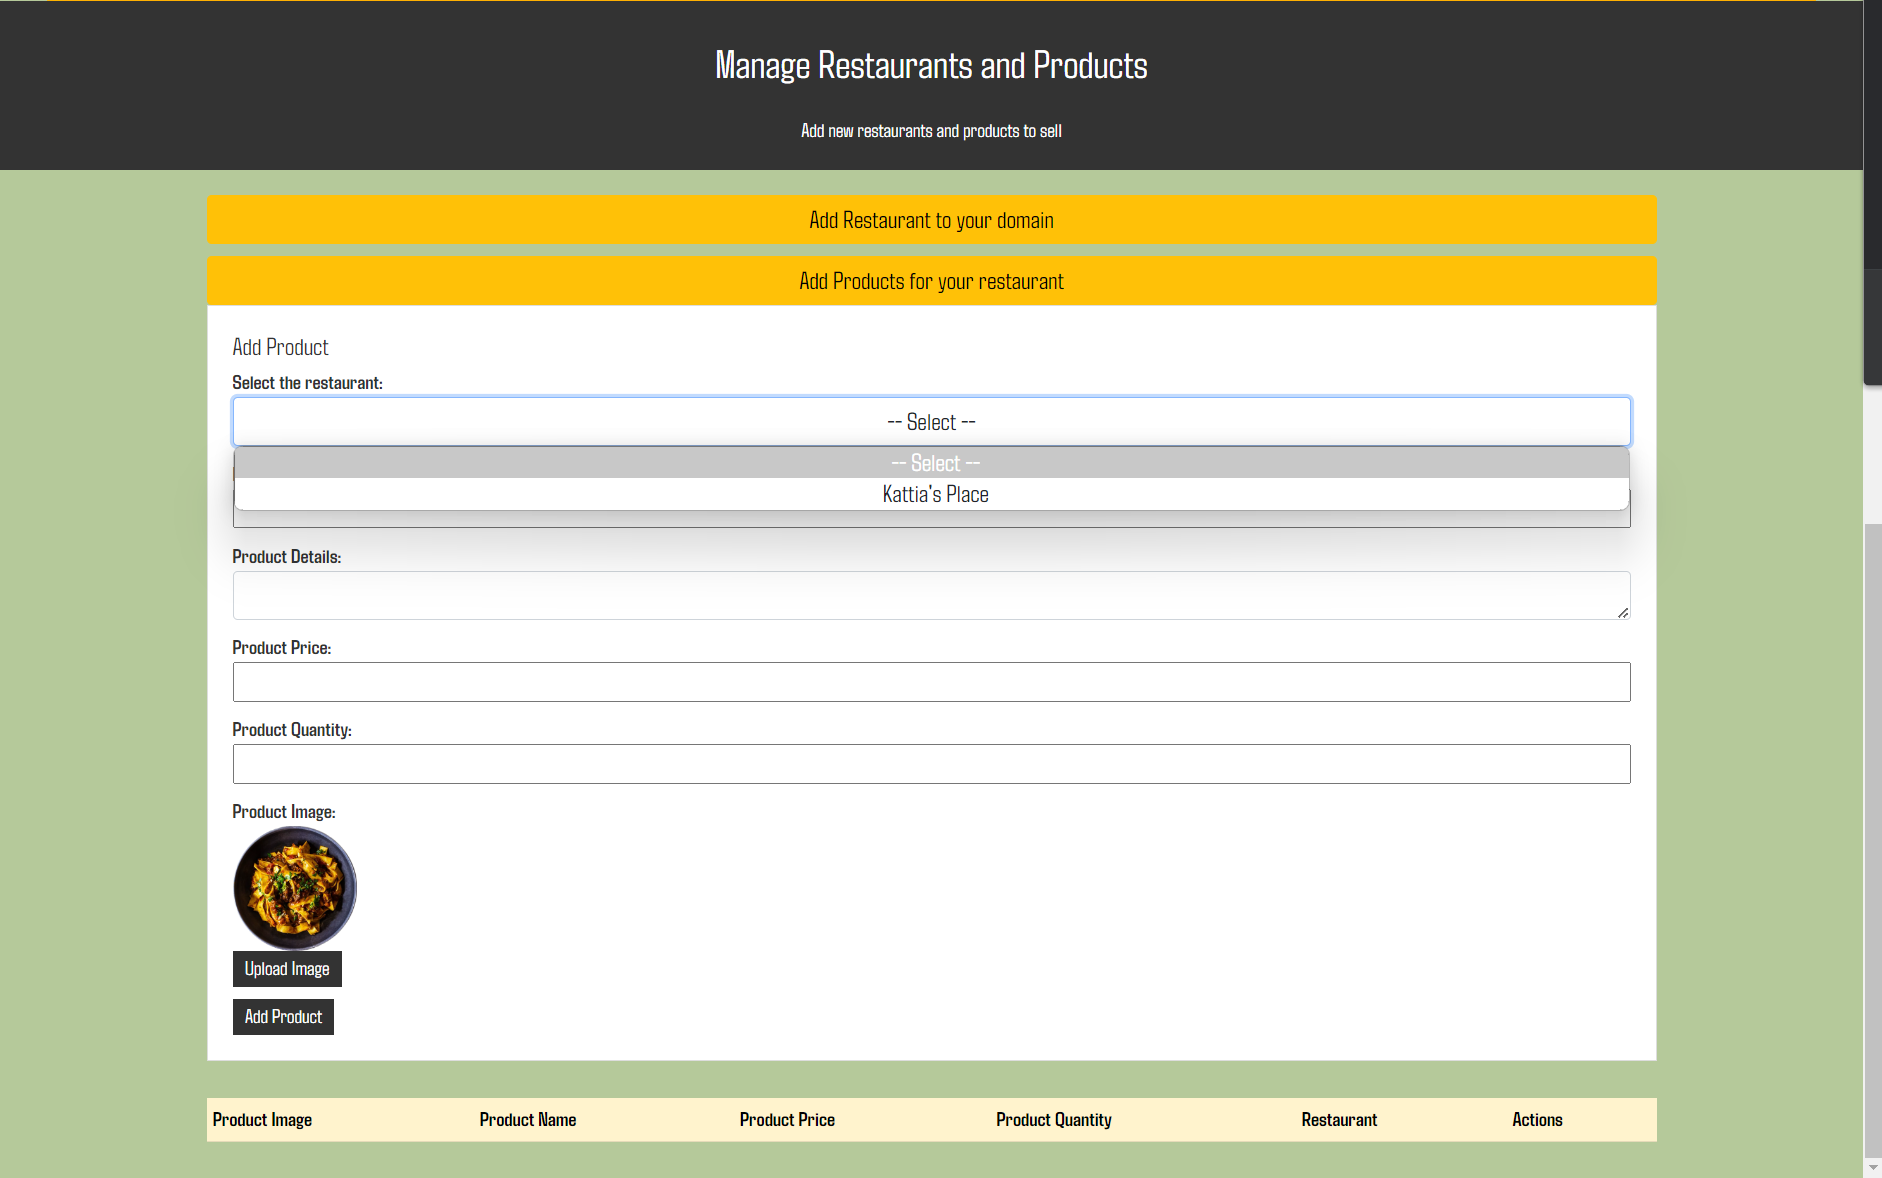 Manage Restaurants and Products
Add new restaurants and products to sell
Add Restaurant to your domain
Add Products for your restaurant
Add Product
Select the restaurant:
-- Select --
-- Select --
Kattia's Place
Product Details:
Product Price:
Product Quantity:
Product Image:
Upload Image
Add Product
Product Image Product Name Product Price Product Quantity Restaurant Actions